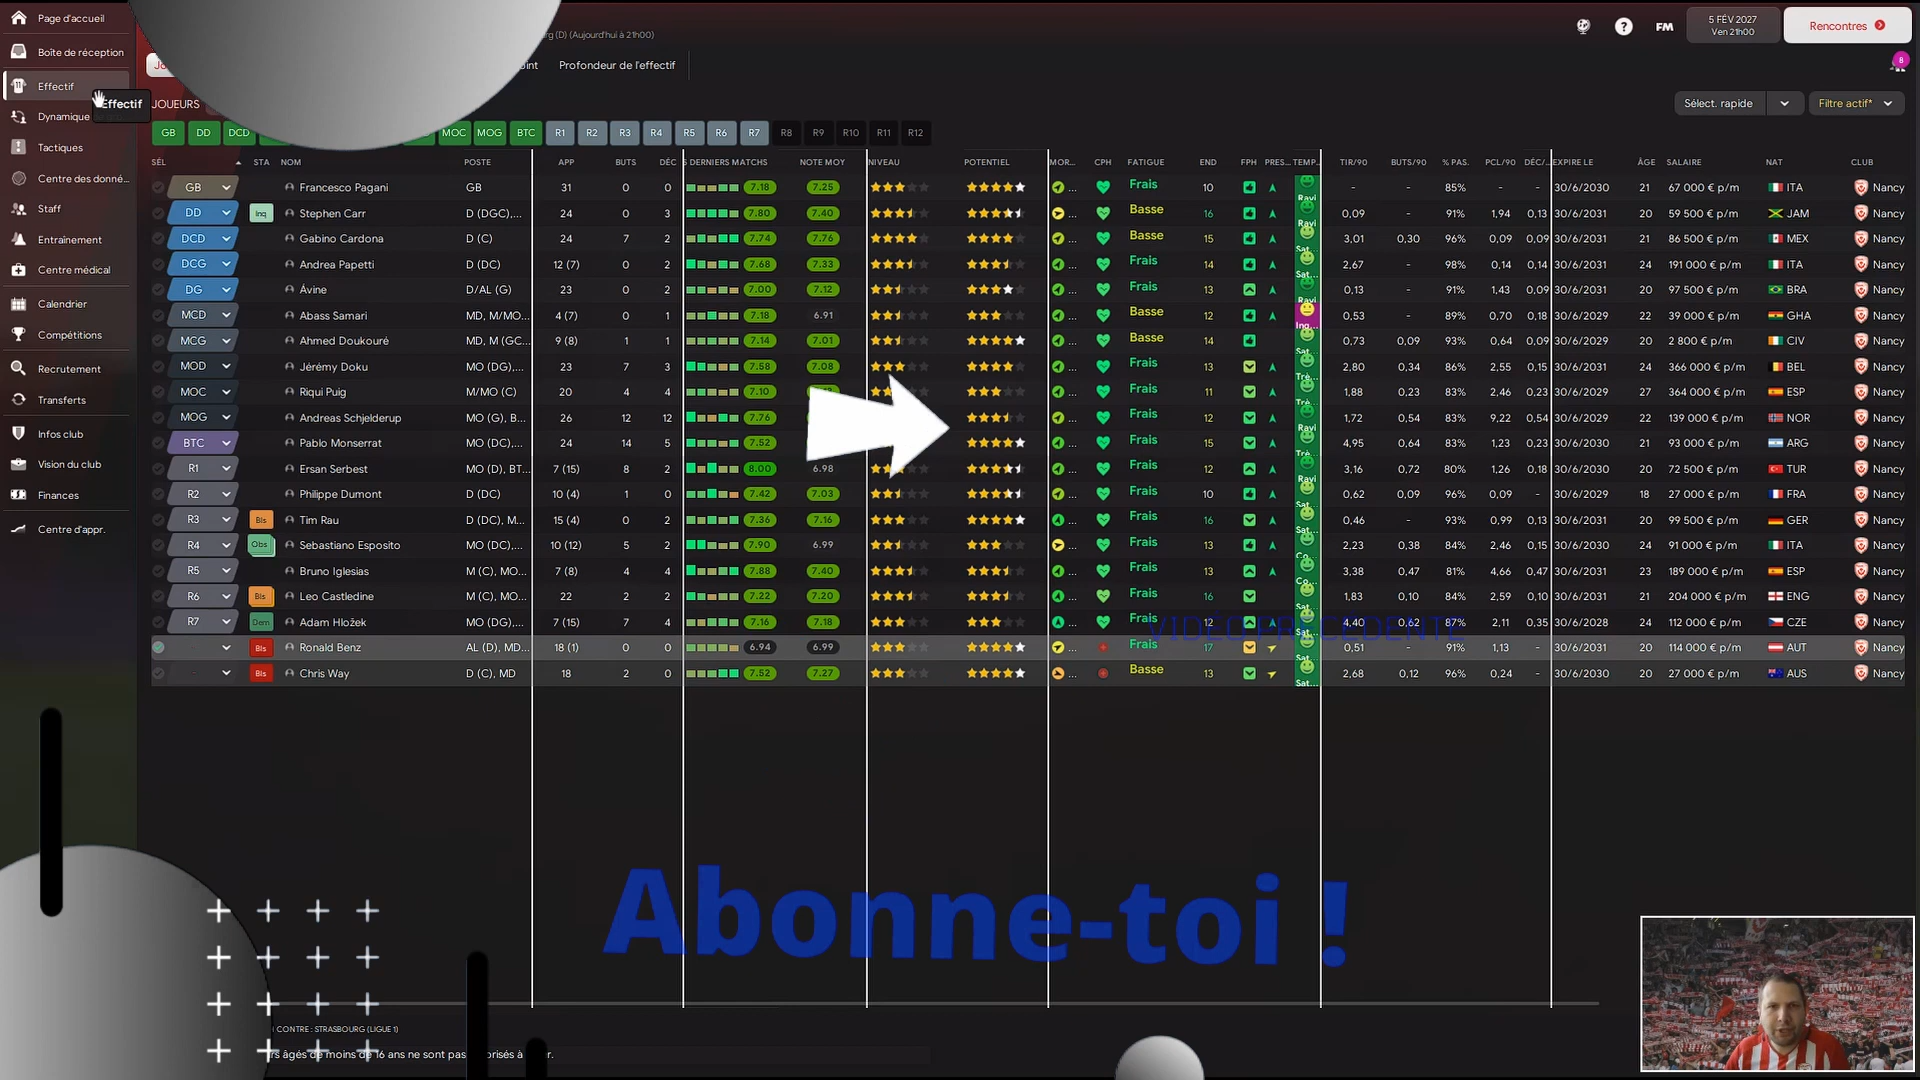 Page d'accueil
5 FÉV 2027
Ven 21h00
Rencontres
FM
(D) (Aujourd'hui à 21h00)
Boîte de réception
Profondeur de l'effectif
8
Effectif
Effectif
JOUEURS
Sélect. rapide
Filtre actif*
Dynamique
GB DD DCD MOC MOG BTC R1 R2 R3 R4 R5 R6 R7 R8 R9 R10 R11 R12
Tactiques
SÉL STA NOM POSTE APP BUTS DÉC 5 DERNIERS MATCHS NOTE MOY NIVEAU POTENTIEL MOR... CPH FATIGUE END FPH PRES... TEMP... TIR/90 BUTS/90 % PAS. PCL/90 DÉC/... EXPIRE LE ÂGE SALAIRE NAT CLUB
Centre des donné...
Staff
Entraînement
Centre médical
Calendrier
Compétitions
Recrutement
Transferts
Infos club
Vision du club
Finances
Centre d'appr.
GB Francesco Pagani GB 31 0 0 7.18 7.25 ... Frais 10 Ravi - - 85% - - 30/6/2030 21 67 000 € p/m ITA Nancy
DD Inq Stephen Carr D (DGC),... 24 0 3 7.80 7.40 ... Basse 16 Ravi 0,09 - 91% 1,94 0,13 30/6/2031 20 59 500 € p/m JAM Nancy
DCD Gabino Cardona D (C) 24 7 2 7.74 7.76 ... Basse 15 Sat... 3,01 0,30 96% 0,09 0,09 30/6/2031 21 86 500 € p/m MEX Nancy
DCG Andrea Papetti D (DC) 12 (7) 0 2 7.68 7.33 ... Frais 14 Sat... 2,67 - 98% 0,14 0,14 30/6/2031 24 191 000 € p/m ITA Nancy
DG Ávine D/AL (G) 23 0 2 7.00 7.12 ... Frais 13 Ravi 0,13 - 91% 1,43 0,09 30/6/2031 20 97 500 € p/m BRA Nancy
MCD Abass Samari MD, M/MO... 4 (7) 0 1 7.18 6.91 ... Basse 12 Inq... 0,53 - 89% 0,70 0,18 30/6/2029 22 39 000 € p/m GHA Nancy
MCG Ahmed Doukouré MD, M (GC... 9 (8) 1 1 7.14 7.01 ... Basse 14 Sat... 0,73 0,09 93% 0,64 0,09 30/6/2029 20 2 800 € p/m CIV Nancy
MOD Jérémy Doku MO (DG),... 23 7 3 7.58 7.08 ... Frais 13 Trè... 2,80 0,34 86% 2,55 0,15 30/6/2031 24 366 000 € p/m BEL Nancy
MOC Riqui Puig M/MO (C) 20 4 4 7.10 ... Frais 11 Trè... 1,88 0,23 83% 2,46 0,23 30/6/2029 27 364 000 € p/m ESP Nancy
MOG Andreas Schjelderup MO (G), B... 26 12 12 7.76 ... Frais 12 Ravi 1,72 0,54 83% 9,22 0,54 30/6/2029 22 139 000 € p/m NOR Nancy
BTC Pablo Monserrat MO (DC),... 24 14 5 7.52 ... Frais 15 Trè... 4,95 0,64 83% 1,23 0,23 30/6/2030 21 93 000 € p/m ARG Nancy
R1 Ersan Serbest MO (D), BT... 7 (15) 8 2 8.00 6.98 ... Frais 12 Ravi 3,16 0,72 80% 1,26 0,18 30/6/2030 20 72 500 € p/m TUR Nancy
R2 Philippe Dumont D (DC) 10 (4) 1 0 7.42 7.03 ... Frais 10 Sat... 0,62 0,09 96% 0,09 - 30/6/2029 18 27 000 € p/m FRA Nancy
R3 Bls Tim Rau D (DC), M... 15 (4) 0 2 7.36 7.16 ... Frais 16 Sat... 0,46 - 93% 0,99 0,13 30/6/2031 20 99 500 € p/m GER Nancy
R4 Obs Sebastiano Esposito MO (DC),... 10 (12) 5 2 7.90 6.99 ... Frais 13 Co... 2,23 0,38 84% 2,46 0,15 30/6/2030 24 91 000 € p/m ITA Nancy
R5 Bruno Iglesias M (C), MO... 7 (8) 4 4 7.88 7.40 ... Frais 13 Co... 3,38 0,47 81% 4,66 0,47 30/6/2031 23 189 000 € p/m ESP Nancy
R6 Bls Leo Castledine M (C), MO... 22 2 2 7.22 7.20 ... Frais 16 Sat... 1,83 0,10 84% 2,59 0,10 30/6/2031 21 204 000 € p/m ENG Nancy
R7 Dem Adam Hložek MO (DG),... 7 (15) 7 4 7.16 7.18 ... Frais 12 Sat... 4,40 0,62 87% 2,11 0,35 30/6/2028 24 112 000 € p/m CZE Nancy
VIDÉO PRÉCÉDENTE
- Bls Ronald Benz AL (D), MD... 18 (1) 0 0 6.94 6.99 ... Frais 17 Sat... 0,51 - 91% 1,13 - 30/6/2031 20 114 000 € p/m AUT Nancy
- Bls Chris Way D (C), MD 18 2 0 7.52 7.27 ... Basse 13 Sat... 2,68 0,12 96% 0,24 - 30/6/2030 20 27 000 € p/m AUS Nancy
Abonne-toi !
CONTRE : STRASBOURG (LIGUE 1)
âgés de moins de 16 ans ne sont pas